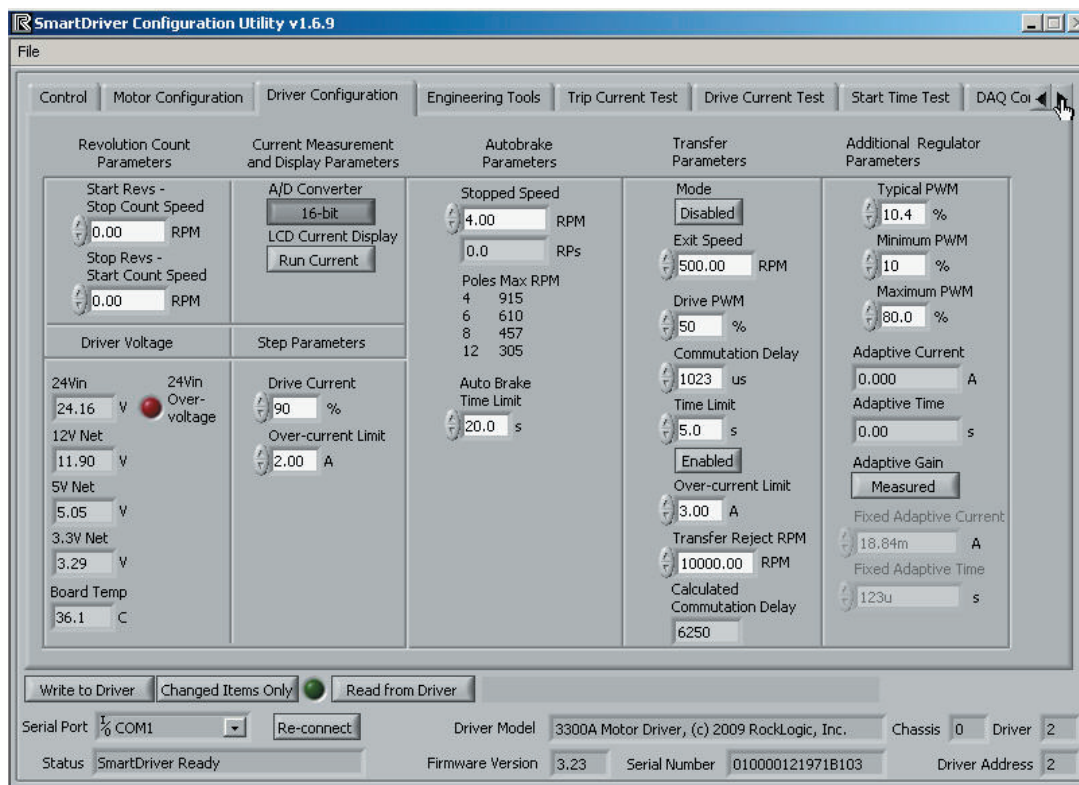 SmartDriver Configuration Utility v1.6.9
File
Control
Motor Configuration
Driver Configuration
Engineering Tools
Trip Current Test
Drive Current Test
Start Time Test
DAQ Co
Revolution Count
Parameters
Start Revs -
Stop Count Speed
0.00 RPM
Stop Revs -
Start Count Speed
0.00 RPM
Current Measurement
and Display Parameters
A/D Converter
16-bit
LCD Current Display
Run Current
Driver Voltage
24Vin
24.16 V
24Vin
Over-
voltage
12V Net
11.90 V
5V Net
5.05 V
3.3V Net
3.29 V
Board Temp
36.1 C
Step Parameters
Drive Current
90 %
Over-current Limit
2.00 A
Autobrake
Parameters
Stopped Speed
4.00 RPM
0.0 RPs
Poles Max RPM
4 915
6 610
8 457
12 305
Auto Brake
Time Limit
20.0 s
Transfer
Parameters
Mode
Disabled
Exit Speed
500.00 RPM
Drive PWM
50 %
Commutation Delay
1023 us
Time Limit
5.0 s
Enabled
Over-current Limit
3.00 A
Transfer Reject RPM
10000.00 RPM
Calculated
Commutation Delay
6250
Additional Regulator
Parameters
Typical PWM
10.4 %
Minimum PWM
10 %
Maximum PWM
80.0 %
Adaptive Current
0.000 A
Adaptive Time
0.00 s
Adaptive Gain
Measured
Fixed Adaptive Current
18.84m A
Fixed Adaptive Time
123u s
Write to Driver
Changed Items Only
Read from Driver
Serial Port COM1
Re-connect
Driver Model 3300A Motor Driver, (c) 2009 RockLogic, Inc.
Chassis 0
Driver 2
Status SmartDriver Ready
Firmware Version 3.23
Serial Number 010000121971B103
Driver Address 2